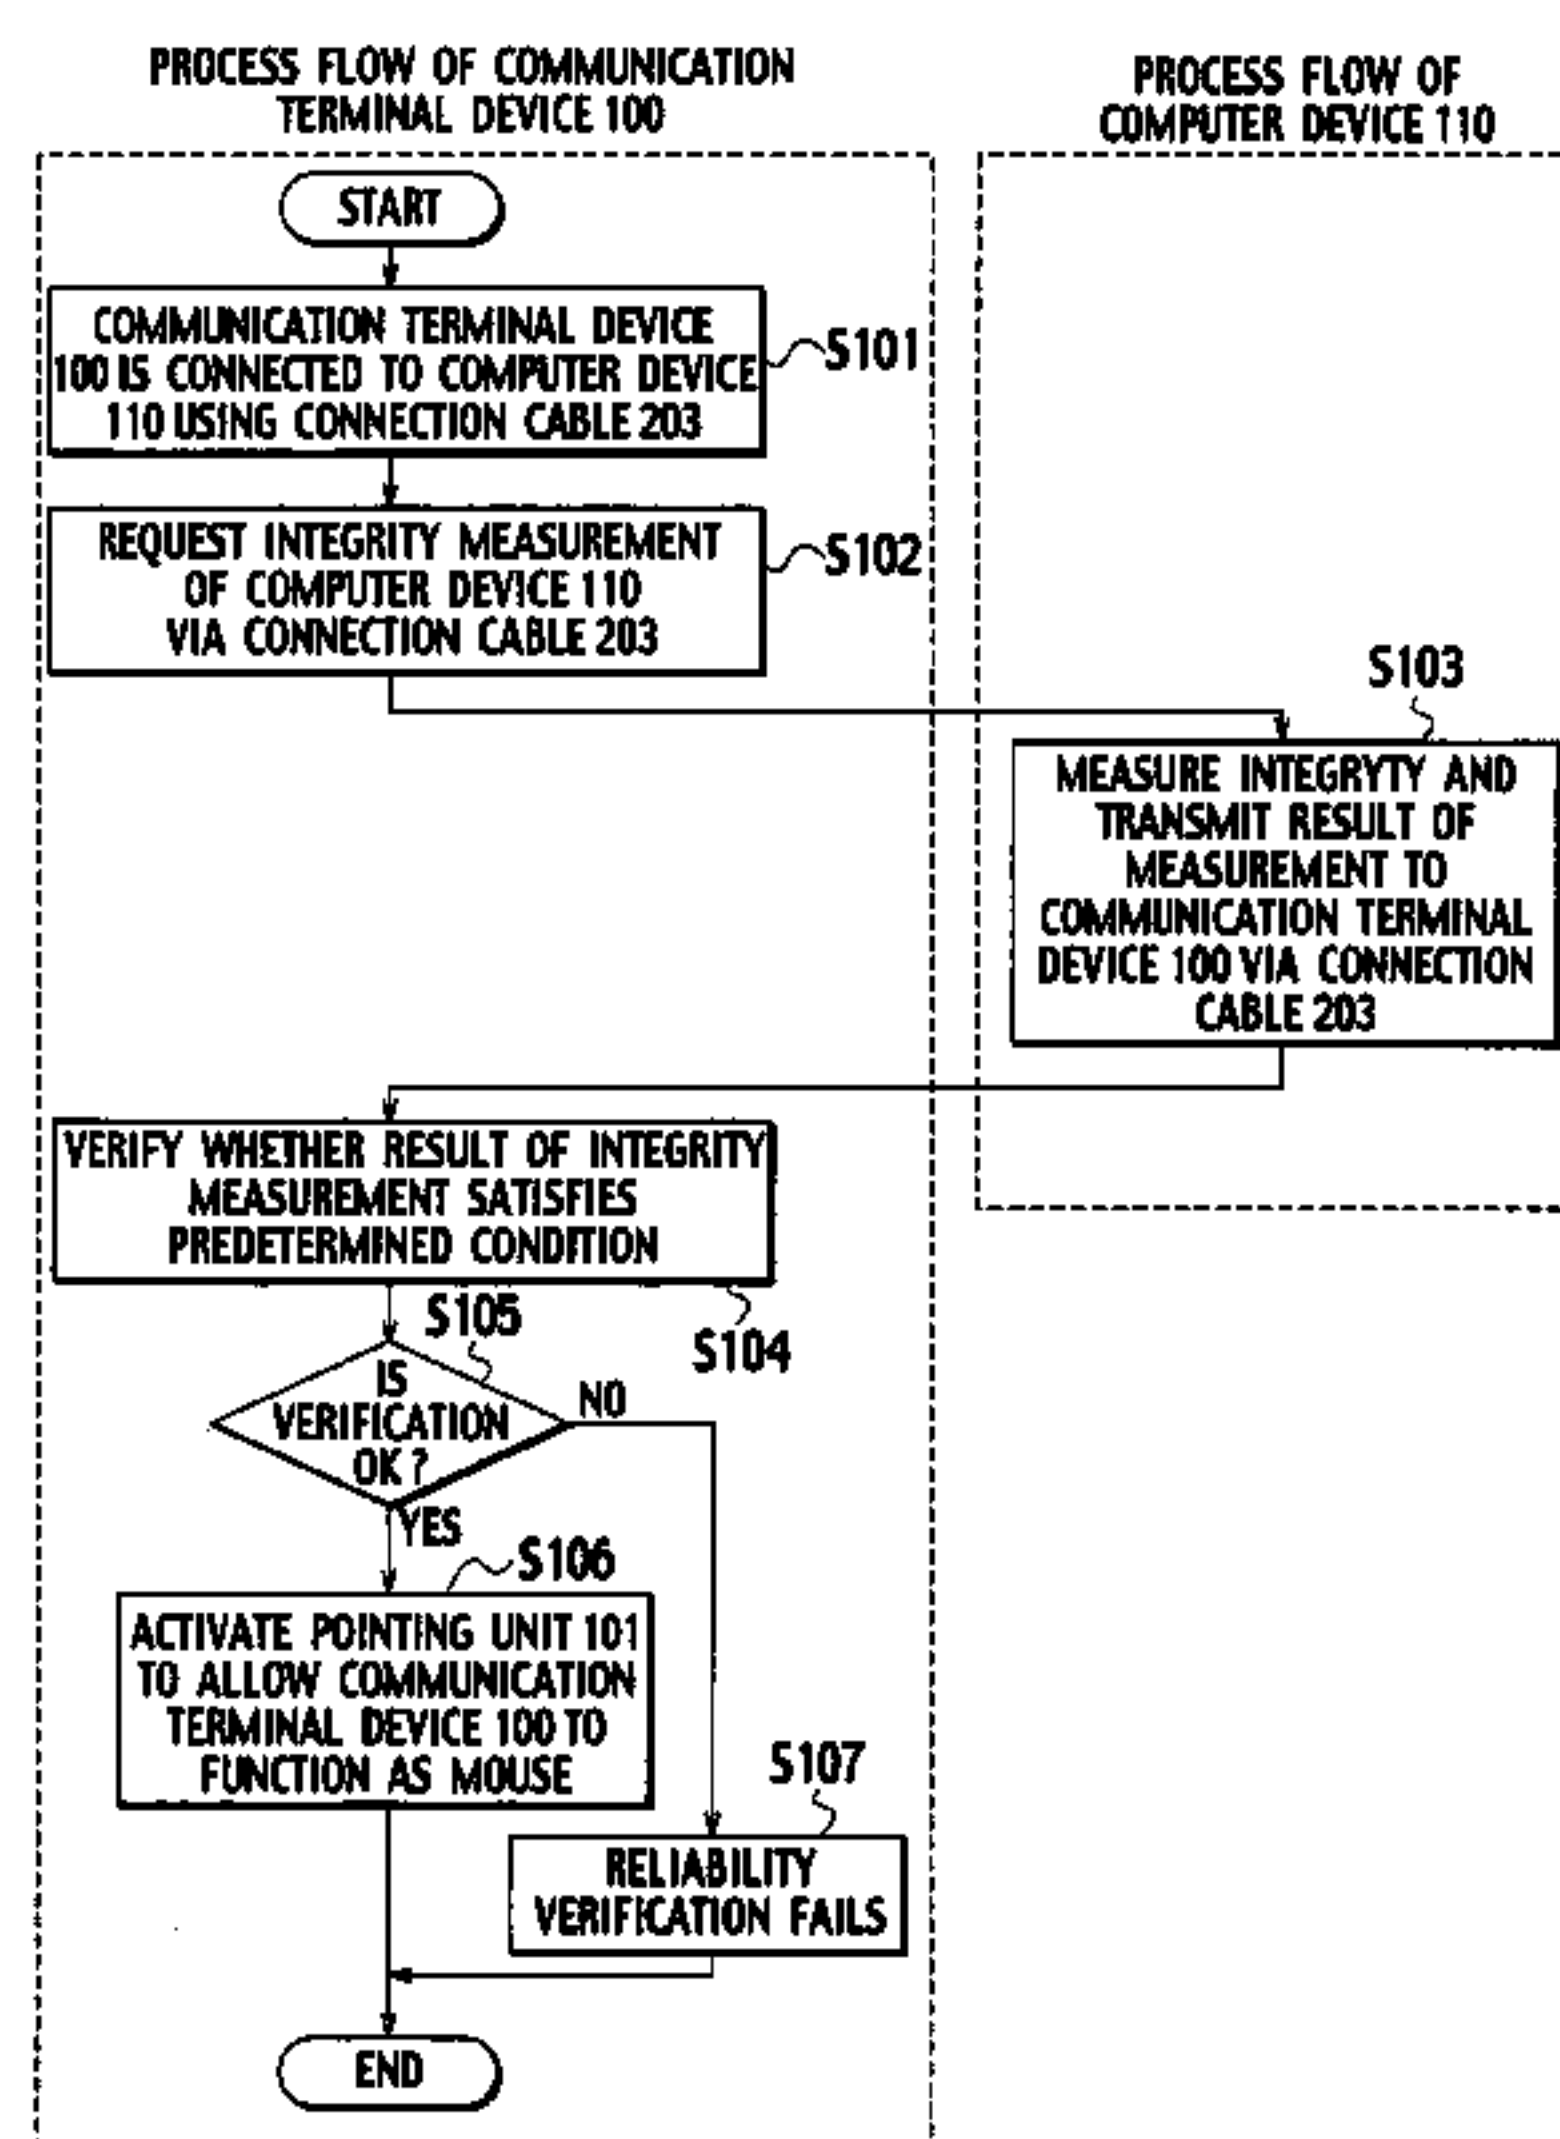 PROCESS FLOW OF COMMUNICATION
TERMINAL DEVICE 100
PROCESS FLOW OF
COMPUTER DEVICE 110
START
COMMUNICATION TERMINAL DEVICE
100 IS CONNECTED TO COMPUTER DEVICE
110 USING CONNECTION CABLE 203
S101
REQUEST INTEGRITY MEASUREMENT
OF COMPUTER DEVICE 110
VIA CONNECTION CABLE 203
S102
S103
MEASURE INTEGRYTY AND
TRANSMIT RESULT OF
MEASUREMENT TO
COMMUNICATION TERMINAL
DEVICE 100 VIA CONNECTION
CABLE 203
VERIFY WHETHER RESULT OF INTEGRITY
MEASUREMENT SATISFIES
PREDETERMINED CONDITION
S104
S105
IS
VERIFICATION
OK?
NO
YES
S106
ACTIVATE POINTING UNIT 101
TO ALLOW COMMUNICATION
TERMINAL DEVICE 100 TO
FUNCTION AS MOUSE
S107
RELIABILITY
VERIFICATION FAILS
END